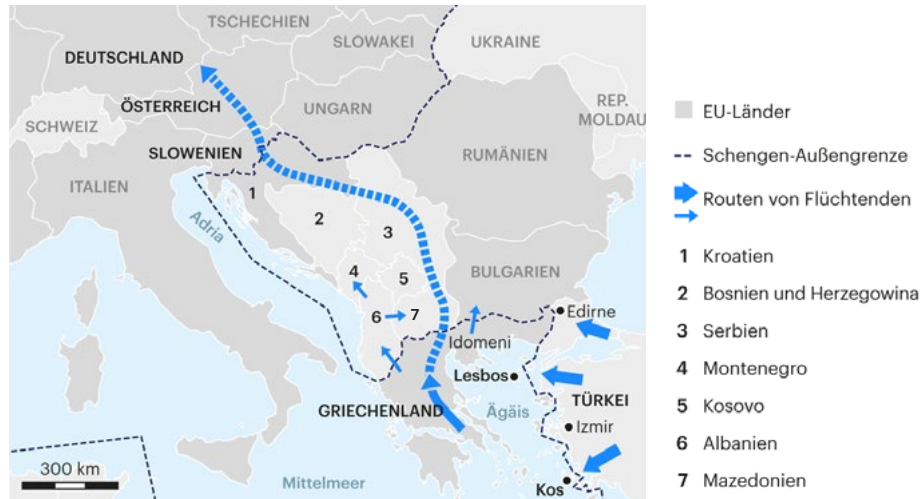 TSCHECHIEN
SLOWAKEI
UKRAINE
DEUTSCHLAND
ÖSTERREICH
UNGARN
REP.
MOLDAU
SCHWEIZ
SLOWENIEN
RUMÄNIEN
ITALIEN
1
Adria
2
3
4
5
BULGARIEN
6
7
Idomeni
Edirne
Lesbos
TÜRKEI
GRIECHENLAND
Ägäis
Izmir
300 km
Mittelmeer
Kos
EU-Länder
Schengen-Außengrenze
Routen von Flüchtenden
1 Kroatien
2 Bosnien und Herzegowina
3 Serbien
4 Montenegro
5 Kosovo
6 Albanien
7 Mazedonien